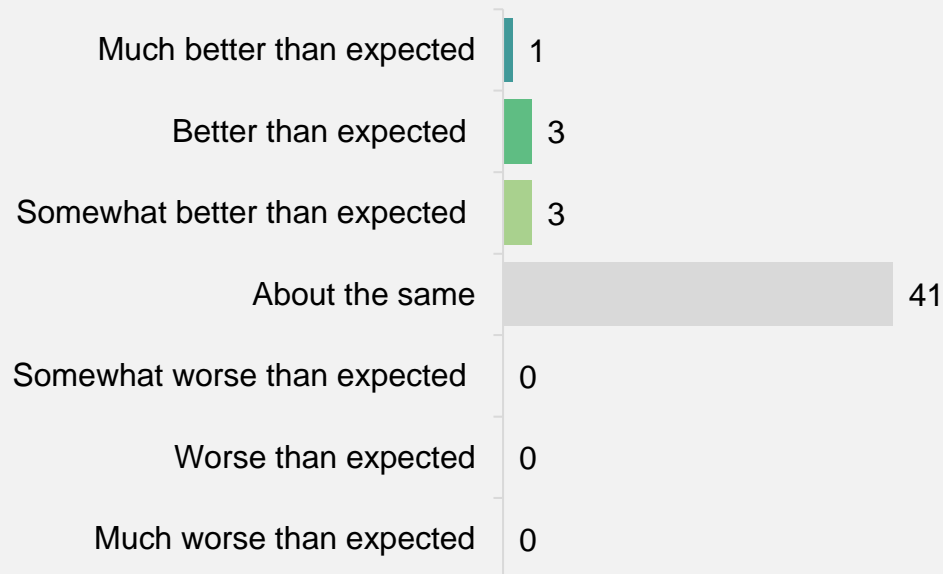 Much better than expected 1
Better than expected 3
Somewhat better than expected 3
About the same 41
Somewhat worse than expected 0
Worse than expected 0
Much worse than expected 0